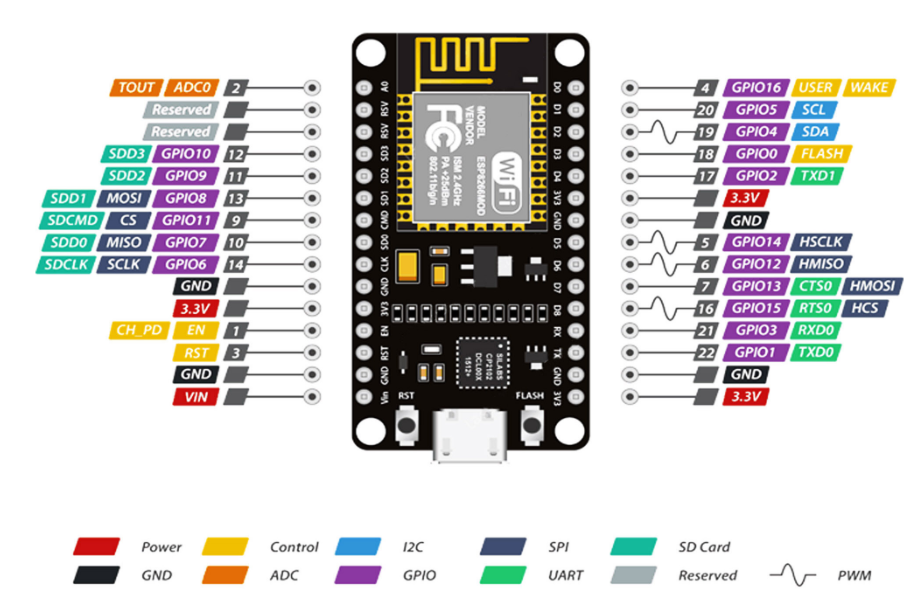 TOUT ADC0 2
Reserved
Reserved
SDD3 GPIO10 12
SDD2 GPIO9 11
SDD1 MOSI GPIO8 13
SDCMD CS GPIO11 9
SDD0 MISO GPIO7 10
SDCLK SCLK GPIO6 14
GND
3.3V
CH_PD EN 1
RST 3
GND
VIN
A0
RSV
RSV
SD3
SD2
SD1
CMD
SD0
CLK
GND
3V3
EN
RST
GND
Vin
MODEL
VENDOR
ESP8266MOD
FC
ISM 2.4GHz
PA +25dBm
802.11b/g/n
WiFi
SILABS
CP2102
DCL00X
1512+
RST
FLASH
D0
D1
D2
D3
D4
3V3
GND
D5
D6
D7
D8
RX
TX
GND
3V3
4 GPIO16 USER WAKE
20 GPIO5 SCL
19 GPIO4 SDA
18 GPIO0 FLASH
17 GPIO2 TXD1
3.3V
GND
5 GPIO14 HSCLK
6 GPIO12 HMISO
7 GPIO13 CTS0 HMOSI
16 GPIO15 RTS0 HCS
21 GPIO3 RXD0
22 GPIO1 TXD0
GND
3.3V
Power Control I2C SPI SD Card
GND ADC GPIO UART Reserved PWM